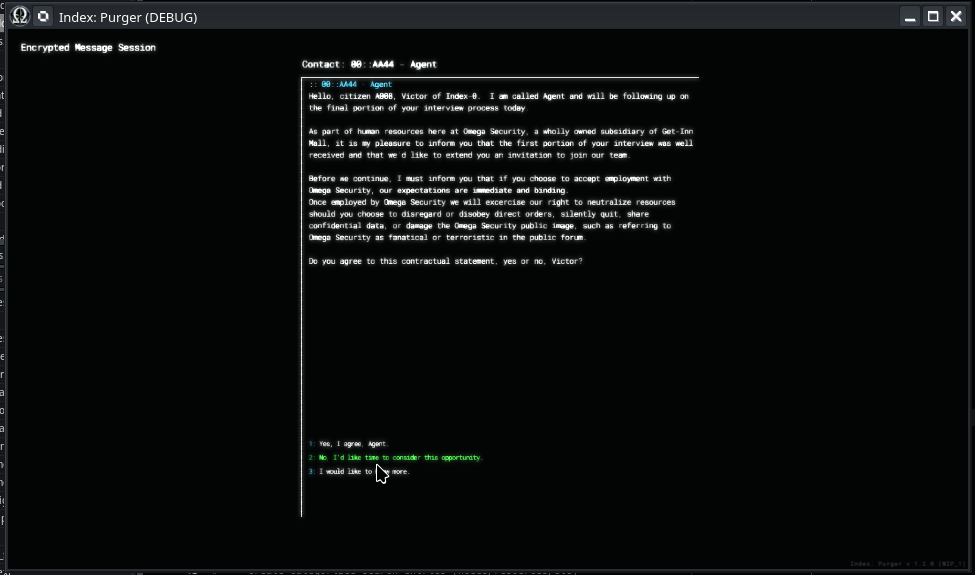 Index: Purger (DEBUG)
Encrypted Message Session
Contact: 00::AA44 - Agent
:: 00::AA44 Agent
Hello, citizen A000, Victor of Index-0. I am called Agent and will be following up on
the final portion of your interview process today.
As part of human resources here at Omega Security, a wholly owned subsidiary of Get-Inn
Mall, it is my pleasure to inform you that the first portion of your interview was well
received and that we'd like to extend you an invitation to join our team.
Before we continue, I must inform you that if you choose to accept employment with
Omega Security, our expectations are immediate and binding.
Once employed by Omega Security we will excercise our right to neutralize resources
should you choose to disregard or disobey direct orders, silently quit, share
confidential data, or damage the Omega Security public image, such as referring to
Omega Security as fanatical or terroristic in the public forum.
Do you agree to this contractual statement, yes or no, Victor?
1: Yes, I agree, Agent.
2: No, I'd like time to consider this opportunity.
3: I would like to more.
Index: Purger